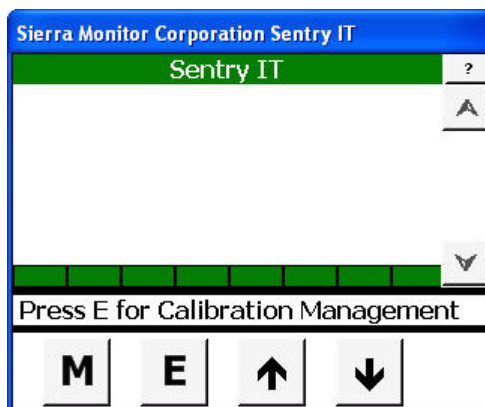 Sierra Monitor Corporation Sentry IT
Sentry IT
?
Press E for Calibration Management
M E